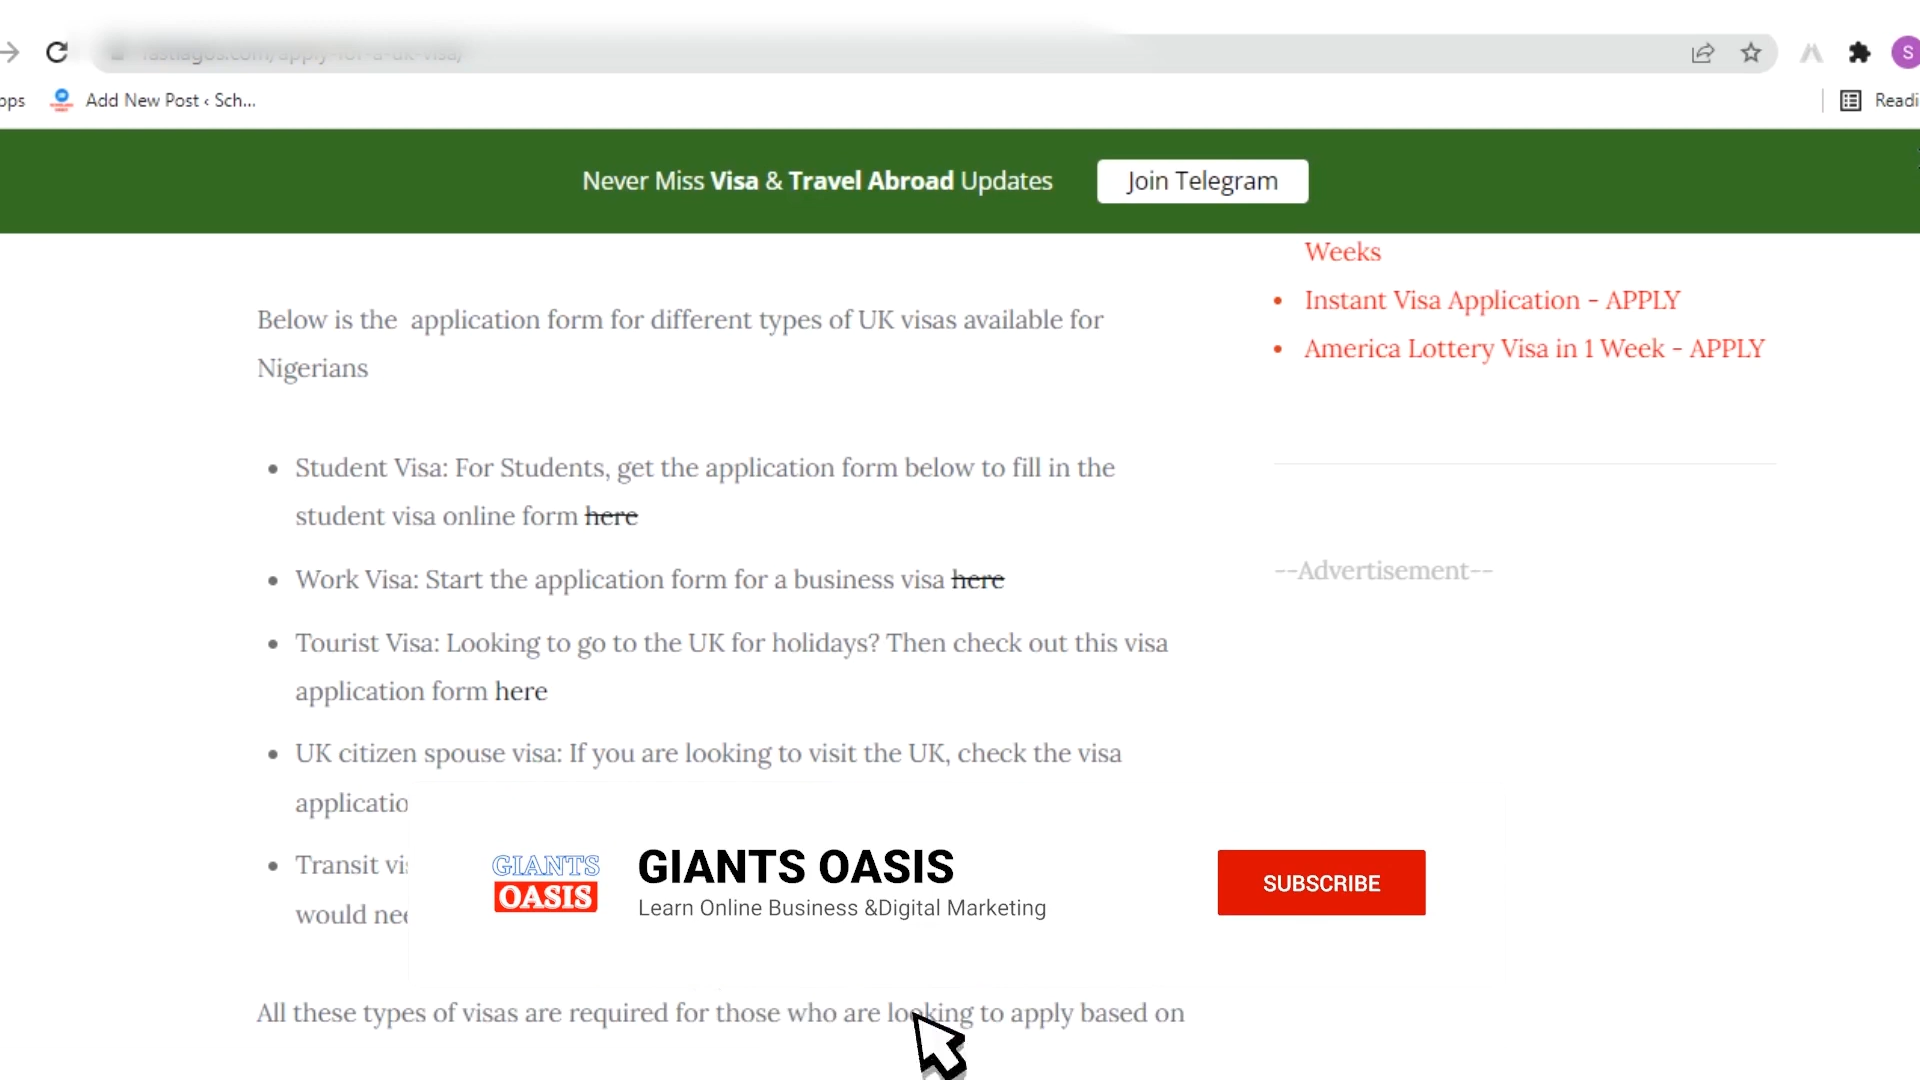 Add New Post ‹ Sch...
Never Miss Visa & Travel Abroad Updates
Join Telegram
Weeks
Instant Visa Application - APPLY
America Lottery Visa in 1 Week - APPLY
--Advertisement--
Below is the application form for different types of UK visas available for
Nigerians
Student Visa: For Students, get the application form below to fill in the
student visa online form here
Work Visa: Start the application form for a business visa here
Tourist Visa: Looking to go to the UK for holidays? Then check out this visa
application form here
UK citizen spouse visa: If you are looking to visit the UK, check the visa
applicatio
Transit vi
would nee
GIANTS OASIS
GIANTS OASIS
Learn Online Business &Digital Marketing
SUBSCRIBE
All these types of visas are required for those who are looking to apply based on